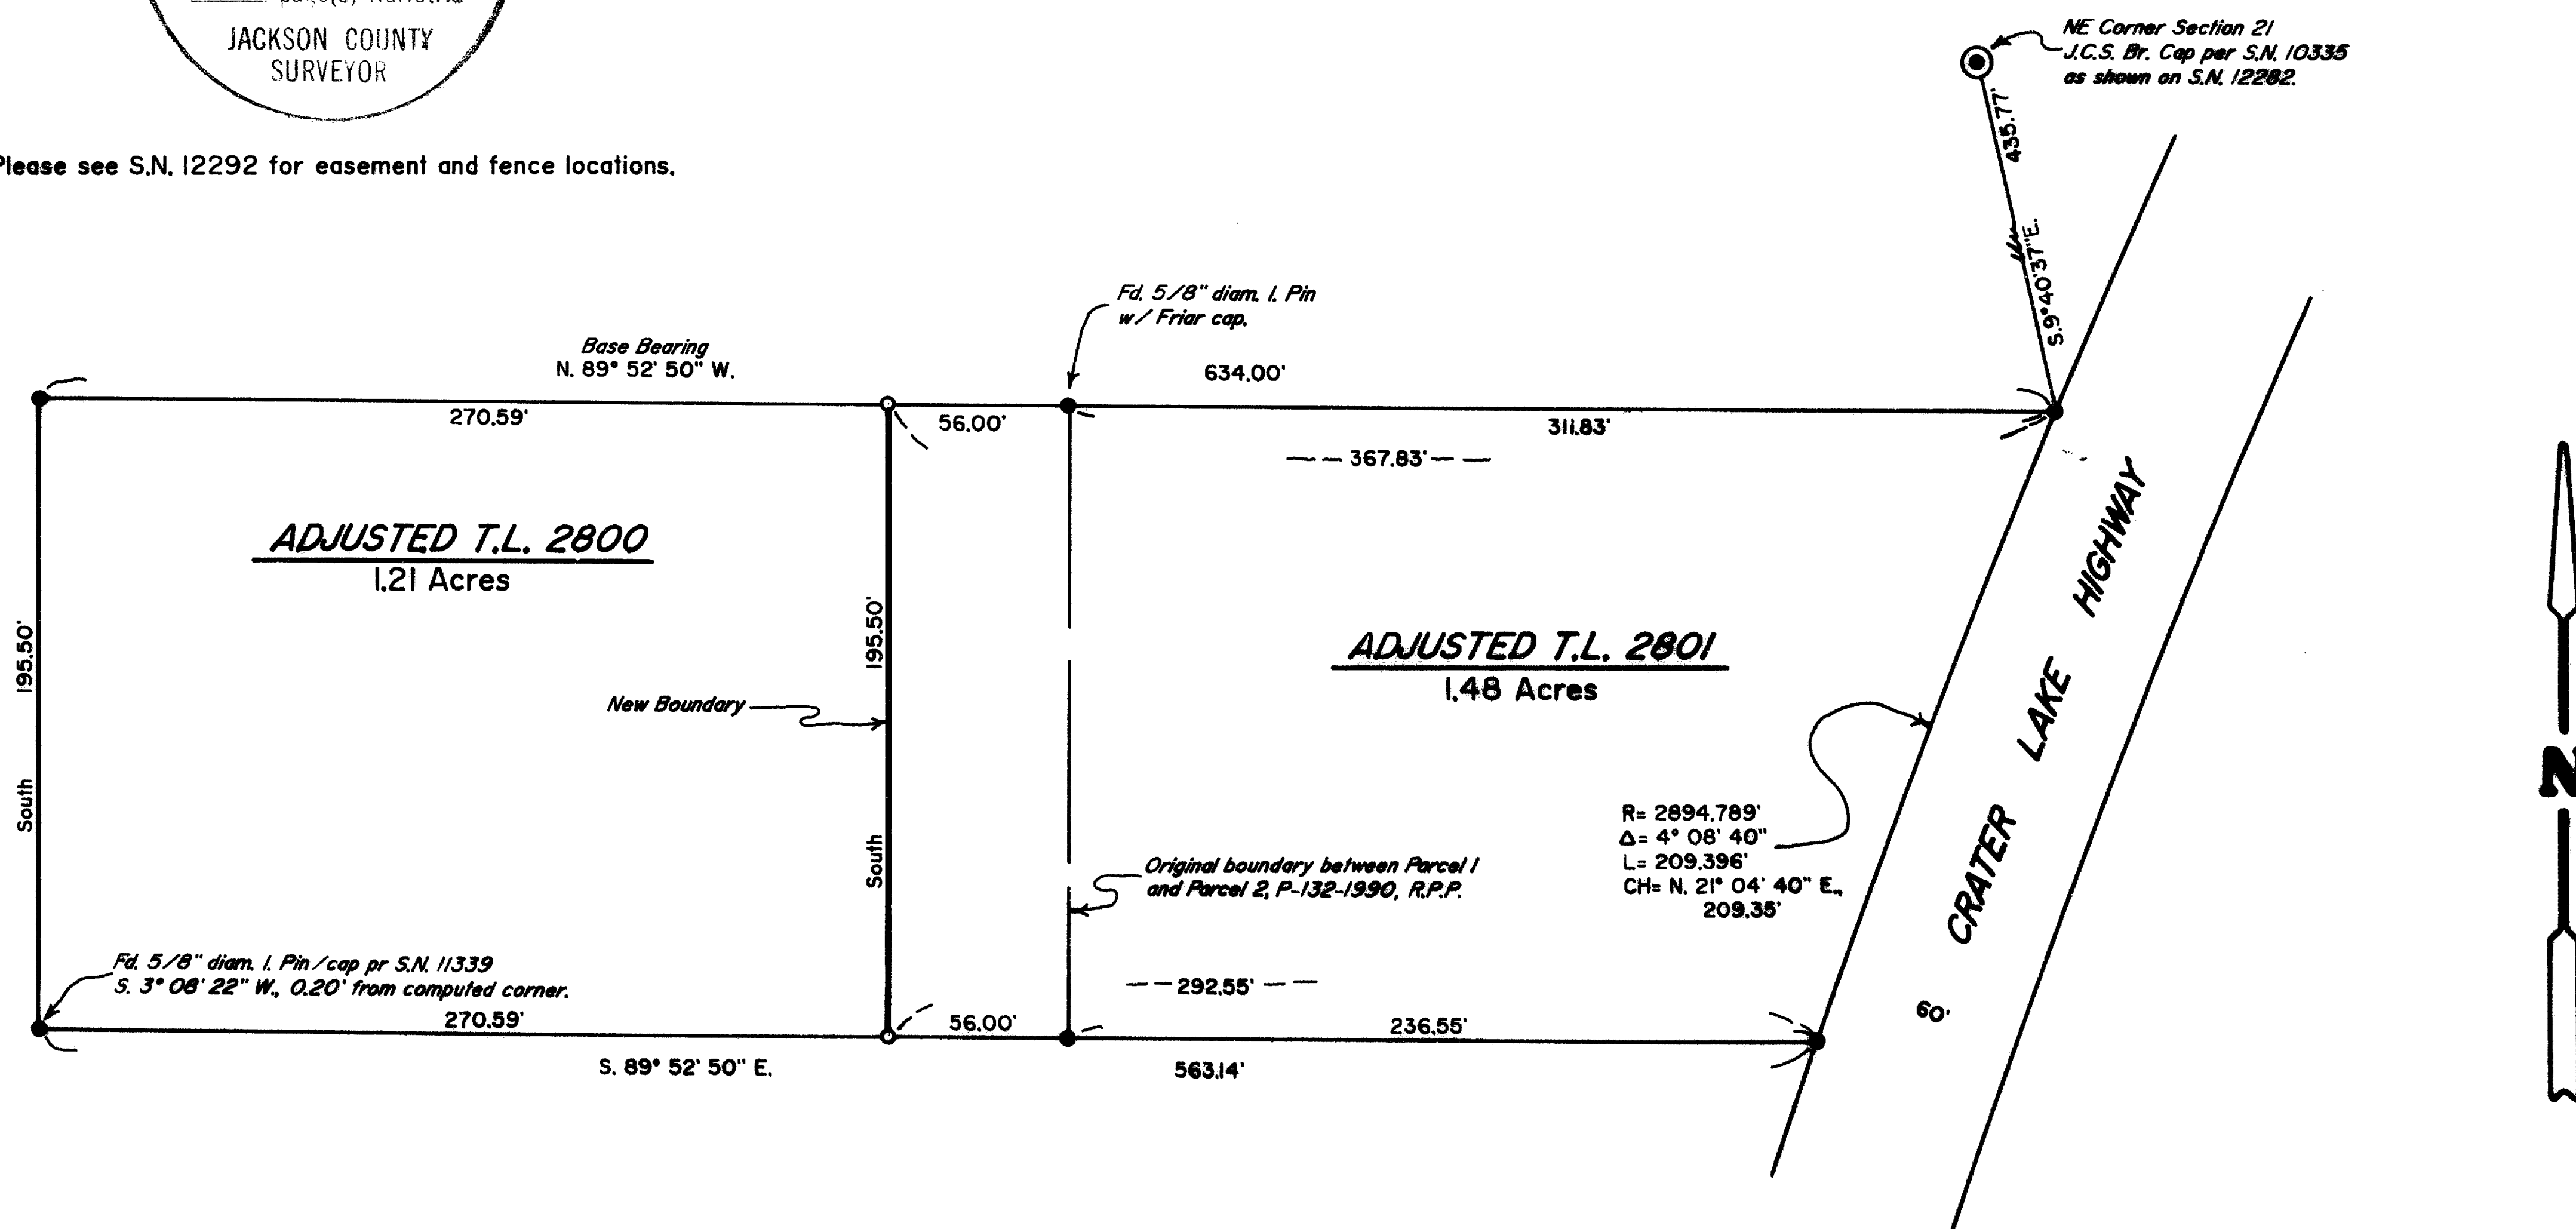 JACKSON COUNTY
SURVEYOR
NE Corner Section 21
J.C.S. Br. Cap per S.N. 10335
as shown on S.N. 12282.
435.77'
S.9°40'37"E.
Please see S.N. 12292 for easement and fence locations.
Fd. 5/8" diam. I. Pin
w/ Friar cap.
Base Bearing
N. 89° 52' 50" W.
634.00'
270.59'
56.00'
311.83'
— — 367.83' — —
ADJUSTED T.L. 2800
1.21 Acres
195.50'
South
195.50'
South
New Boundary
ADJUSTED T.L. 2801
1.48 Acres
CRATER LAKE HIGHWAY
60'
R= 2894.789'
Δ= 4° 08' 40"
L= 209.396'
CH= N. 21° 04' 40" E.,
209.35'
Original boundary between Parcel 1
and Parcel 2, P-132-1990, R.P.P.
Fd. 5/8" diam. I. Pin/cap pr S.N. 11339
S. 3° 08' 22" W., 0.20' from computed corner.
— — 292.55' — —
270.59'
56.00'
236.55'
S. 89° 52' 50" E.
563.14'
N